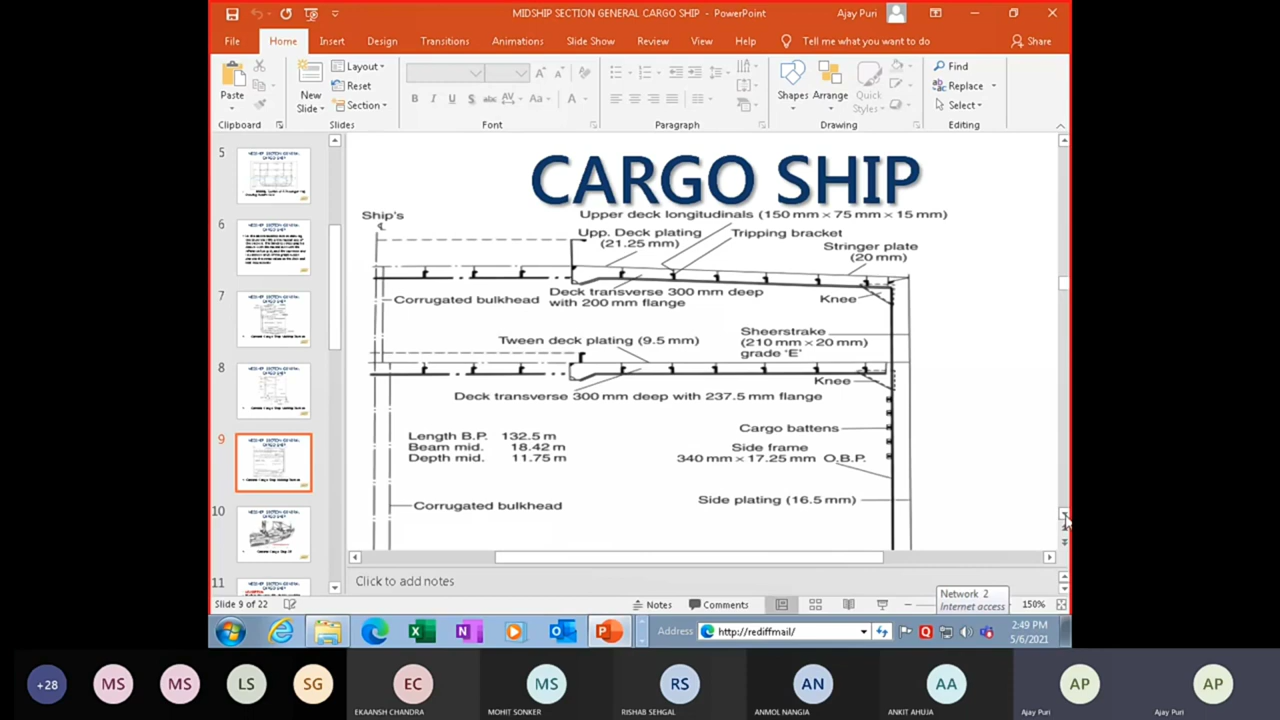 MIDSHIP SECTION GENERAL CARGO SHIP - PowerPoint
Ajay Puri
File Home Insert Design Transitions Animations Slide Show Review View Help Tell me what you want to do Share
Paste
New Slide
Layout
Reset
Section
Shapes
Arrange
Quick Styles
Find
Replace
Select
Clipboard Slides Font Paragraph Drawing Editing
5
6
7
8
9
10
11
CARGO SHIP
Ship's
Upper deck longitudinals (150 mm × 75 mm × 15 mm)
Upp. Deck plating
(21.25 mm)
Tripping bracket
Stringer plate
(20 mm)
Corrugated bulkhead
Deck transverse 300 mm deep
with 200 mm flange
Knee
Tween deck plating (9.5 mm)
Sheerstrake
(210 mm × 20 mm)
grade 'E'
Knee
Deck transverse 300 mm deep with 237.5 mm flange
Cargo battens
Length B.P. 132.5 m
Beam mid. 18.42 m
Depth mid. 11.75 m
Side frame
340 mm × 17.25 mm O.B.P.
Side plating (16.5 mm)
Corrugated bulkhead
Click to add notes
Network 2
Internet access
Slide 9 of 22
Notes Comments
150%
Address http://rediffmail/
2:49 PM
5/6/2021
+28 MS MS LS SG EC MS RS AN AA AP AP
EKAANSH CHANDRA MOHIT SONKER RISHAB SEHGAL ANMOL NANGIA ANKIT AHUJA Ajay Puri Ajay Puri